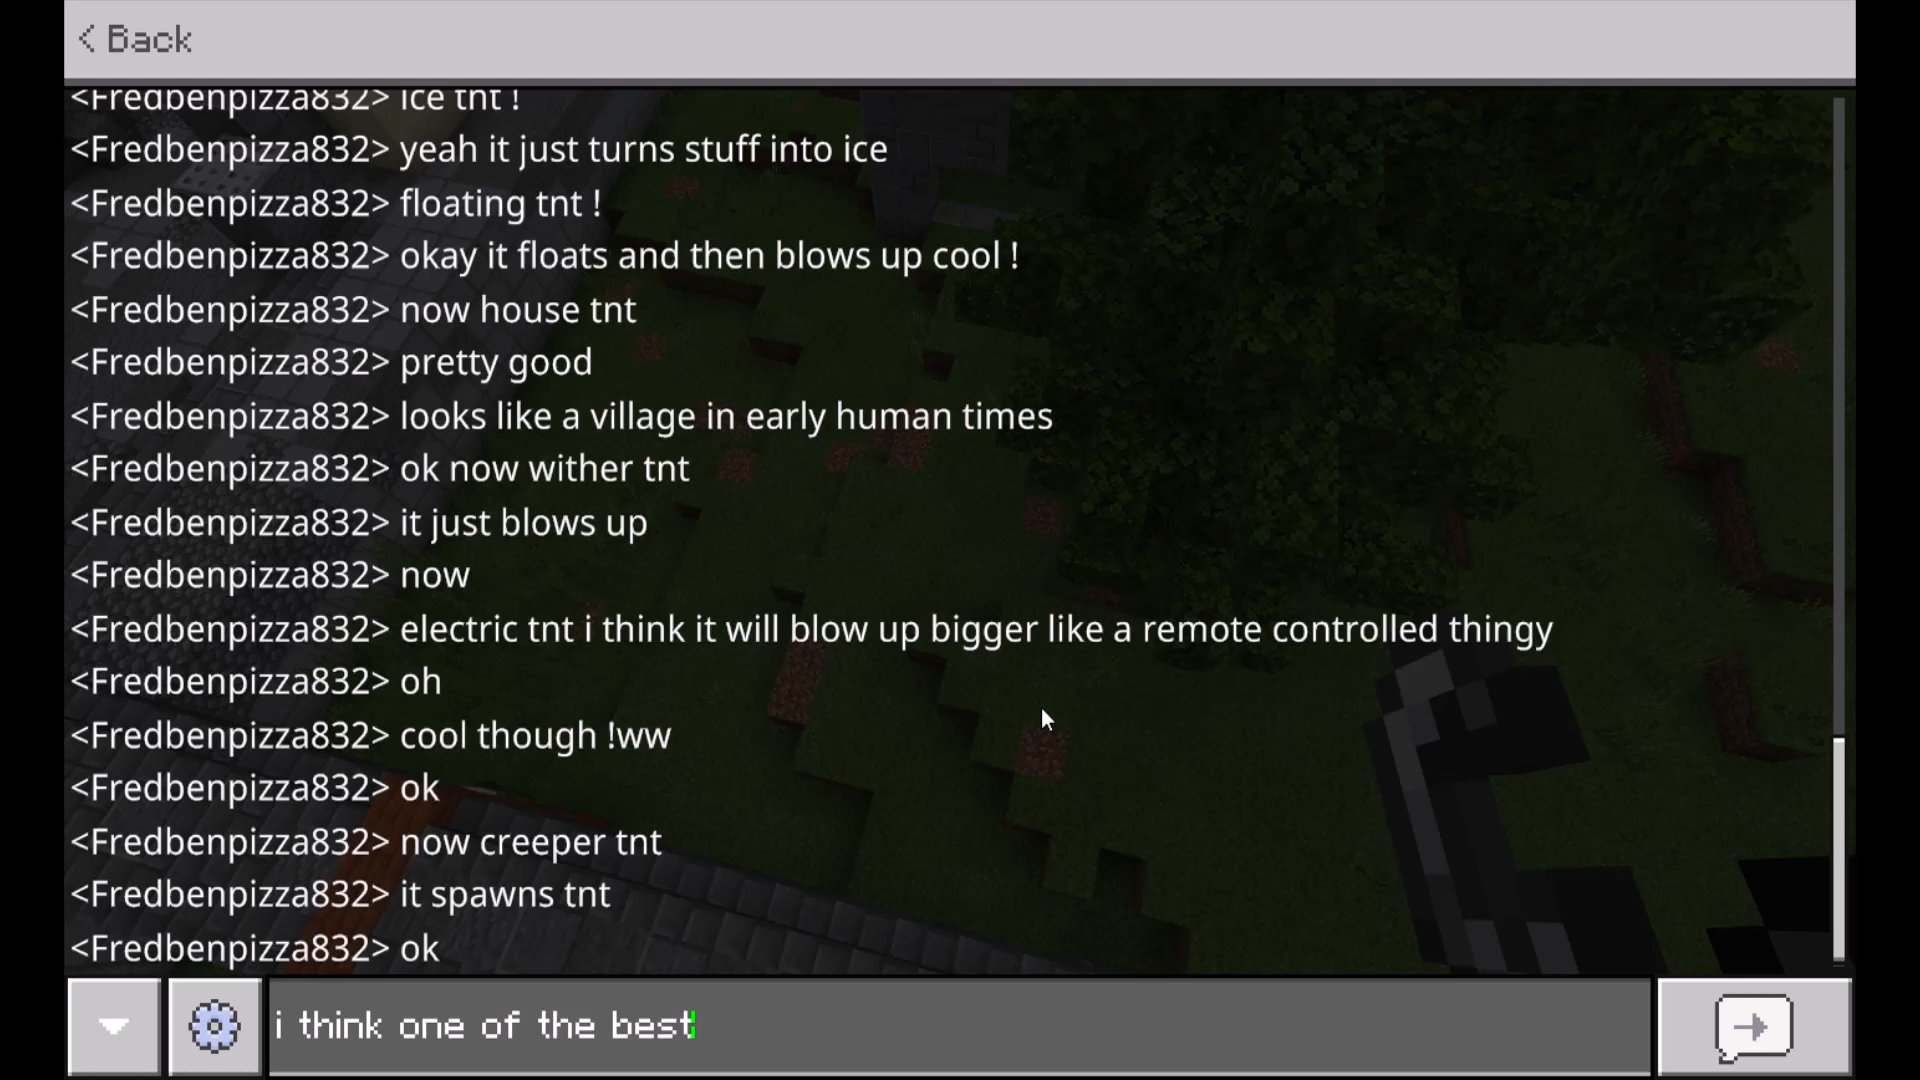 < Back
<Fredbenpizza832> ice tnt !
<Fredbenpizza832> yeah it just turns stuff into ice
<Fredbenpizza832> floating tnt !
<Fredbenpizza832> okay it floats and then blows up cool !
<Fredbenpizza832> now house tnt
<Fredbenpizza832> pretty good
<Fredbenpizza832> looks like a village in early human times
<Fredbenpizza832> ok now wither tnt
<Fredbenpizza832> it just blows up
<Fredbenpizza832> now
<Fredbenpizza832> electric tnt i think it will blow up bigger like a remote controlled thingy
<Fredbenpizza832> oh
<Fredbenpizza832> cool though !ww
<Fredbenpizza832> ok
<Fredbenpizza832> now creeper tnt
<Fredbenpizza832> it spawns tnt
<Fredbenpizza832> ok
i think one of the best